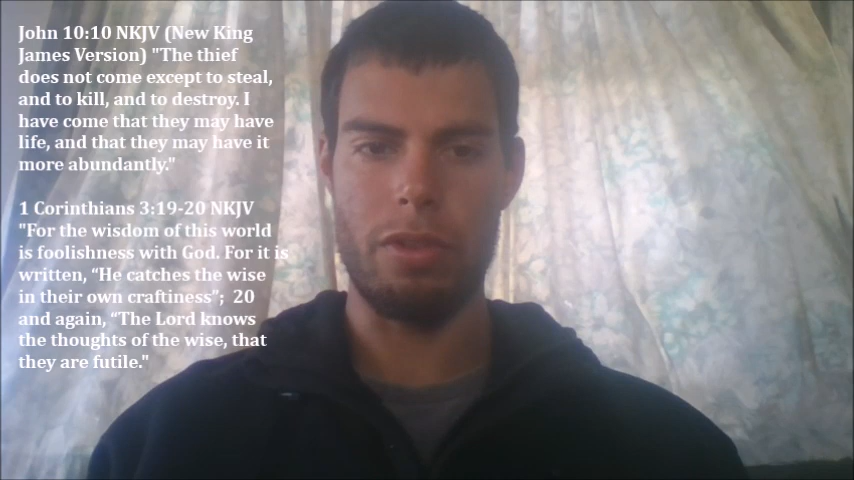 John 10:10 NKJV (New King
James Version) "The thief
does not come except to steal,
and to kill, and to destroy. I
have come that they may have
life, and that they may have it
more abundantly."
1 Corinthians 3:19-20 NKJV
"For the wisdom of this world
is foolishness with God. For it is
written, “He catches the wise
in their own craftiness”;  20
and again, “The Lord knows
the thoughts of the wise, that
they are futile."